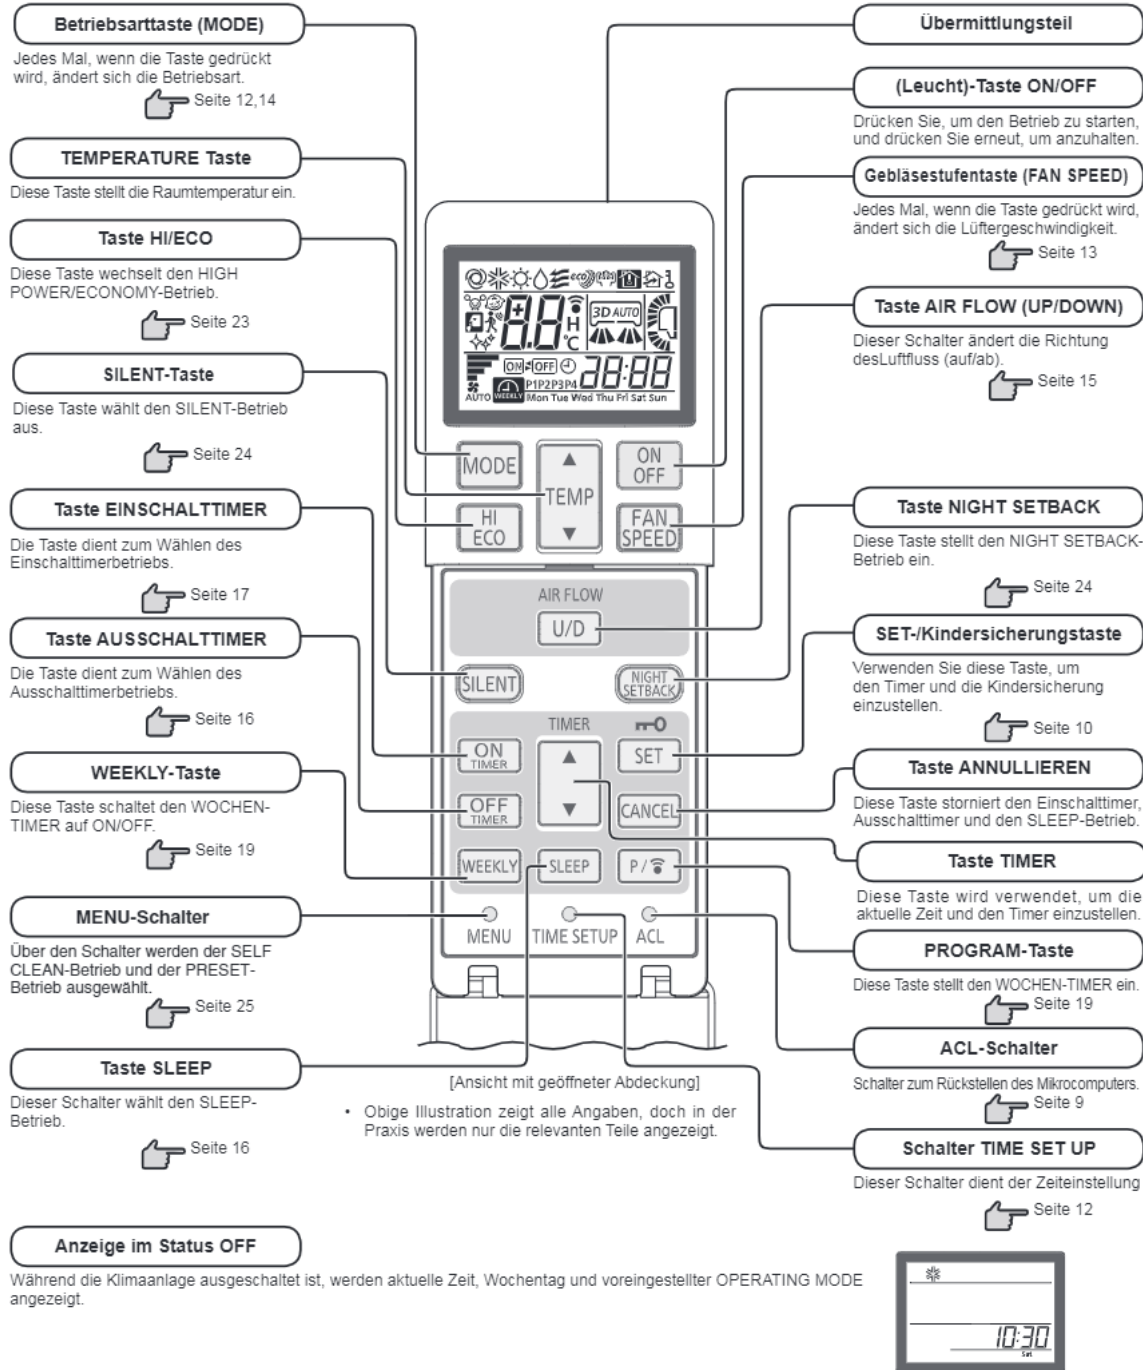 Betriebsarttaste (MODE)
Jedes Mal, wenn die Taste gedrückt
wird, ändert sich die Betriebsart.
Seite 12,14
TEMPERATURE Taste
Diese Taste stellt die Raumtemperatur ein.
Taste HI/ECO
Diese Taste wechselt den HIGH
POWER/ECONOMY-Betrieb.
Seite 23
SILENT-Taste
Diese Taste wählt den SILENT-Betrieb
aus.
Seite 24
Taste EINSCHALTTIMER
Die Taste dient zum Wählen des
Einschalttimerbetriebs.
Seite 17
Taste AUSSCHALTTIMER
Die Taste dient zum Wählen des
Ausschalttimerbetriebs.
Seite 16
WEEKLY-Taste
Diese Taste schaltet den WOCHEN-
TIMER auf ON/OFF.
Seite 19
MENU-Schalter
Über den Schalter werden der SELF
CLEAN-Betrieb und der PRESET-
Betrieb ausgewählt.
Seite 25
Taste SLEEP
Dieser Schalter wählt den SLEEP-
Betrieb.
Seite 16
eco
8.8
H
°C
3D AUTO
ON OFF
P1P2P3P4
28:88
AUTO WEEKLY Mon Tue Wed Thu Fri Sat Sun
MODE
TEMP
ON
OFF
HI
ECO
FAN
SPEED
AIR FLOW
U/D
SILENT
NIGHT
SETBACK
TIMER
ON
TIMER
SET
OFF
TIMER
CANCEL
WEEKLY
SLEEP
P/
MENU
TIME SETUP
ACL
[Ansicht mit geöffneter Abdeckung]
• Obige Illustration zeigt alle Angaben, doch in der
Praxis werden nur die relevanten Teile angezeigt.
Übermittlungsteil
(Leucht)-Taste ON/OFF
Drücken Sie, um den Betrieb zu starten,
und drücken Sie erneut, um anzuhalten.
Gebläsestufentaste (FAN SPEED)
Jedes Mal, wenn die Taste gedrückt wird,
ändert sich die Lüftergeschwindigkeit.
Seite 13
Taste AIR FLOW (UP/DOWN)
Dieser Schalter ändert die Richtung
desLuftfluss (auf/ab).
Seite 15
Taste NIGHT SETBACK
Diese Taste stellt den NIGHT SETBACK-
Betrieb ein.
Seite 24
SET-/Kindersicherungstaste
Verwenden Sie diese Taste, um
den Timer und die Kindersicherung
einzustellen.
Seite 10
Taste ANNULLIEREN
Diese Taste storniert den Einschalttimer,
Ausschalttimer und den SLEEP-Betrieb.
Taste TIMER
Diese Taste wird verwendet, um die
aktuelle Zeit und den Timer einzustellen.
PROGRAM-Taste
Diese Taste stellt den WOCHEN-TIMER ein.
Seite 19
ACL-Schalter
Schalter zum Rückstellen des Mikrocomputers.
Seite 9
Schalter TIME SET UP
Dieser Schalter dient der Zeiteinstellung
Seite 12
Anzeige im Status OFF
Während die Klimaanlage ausgeschaltet ist, werden aktuelle Zeit, Wochentag und voreingestellter OPERATING MODE
angezeigt.
10:30
Sat